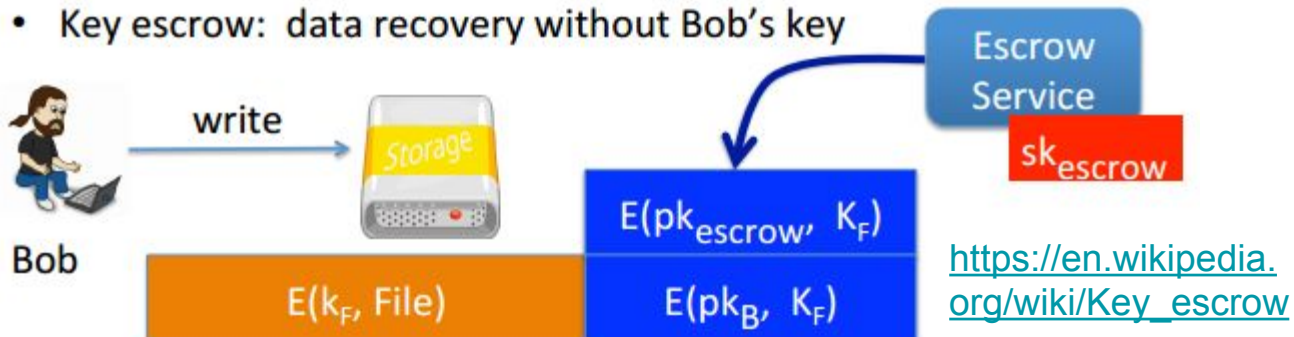 • Key escrow: data recovery without Bob's key
Escrow
Service
write
Storage
sk_escrow
E(pk_escrow, K_F)
Bob
https://en.wikipedia.
org/wiki/Key_escrow
E(k_F, File)
E(pk_B, K_F)